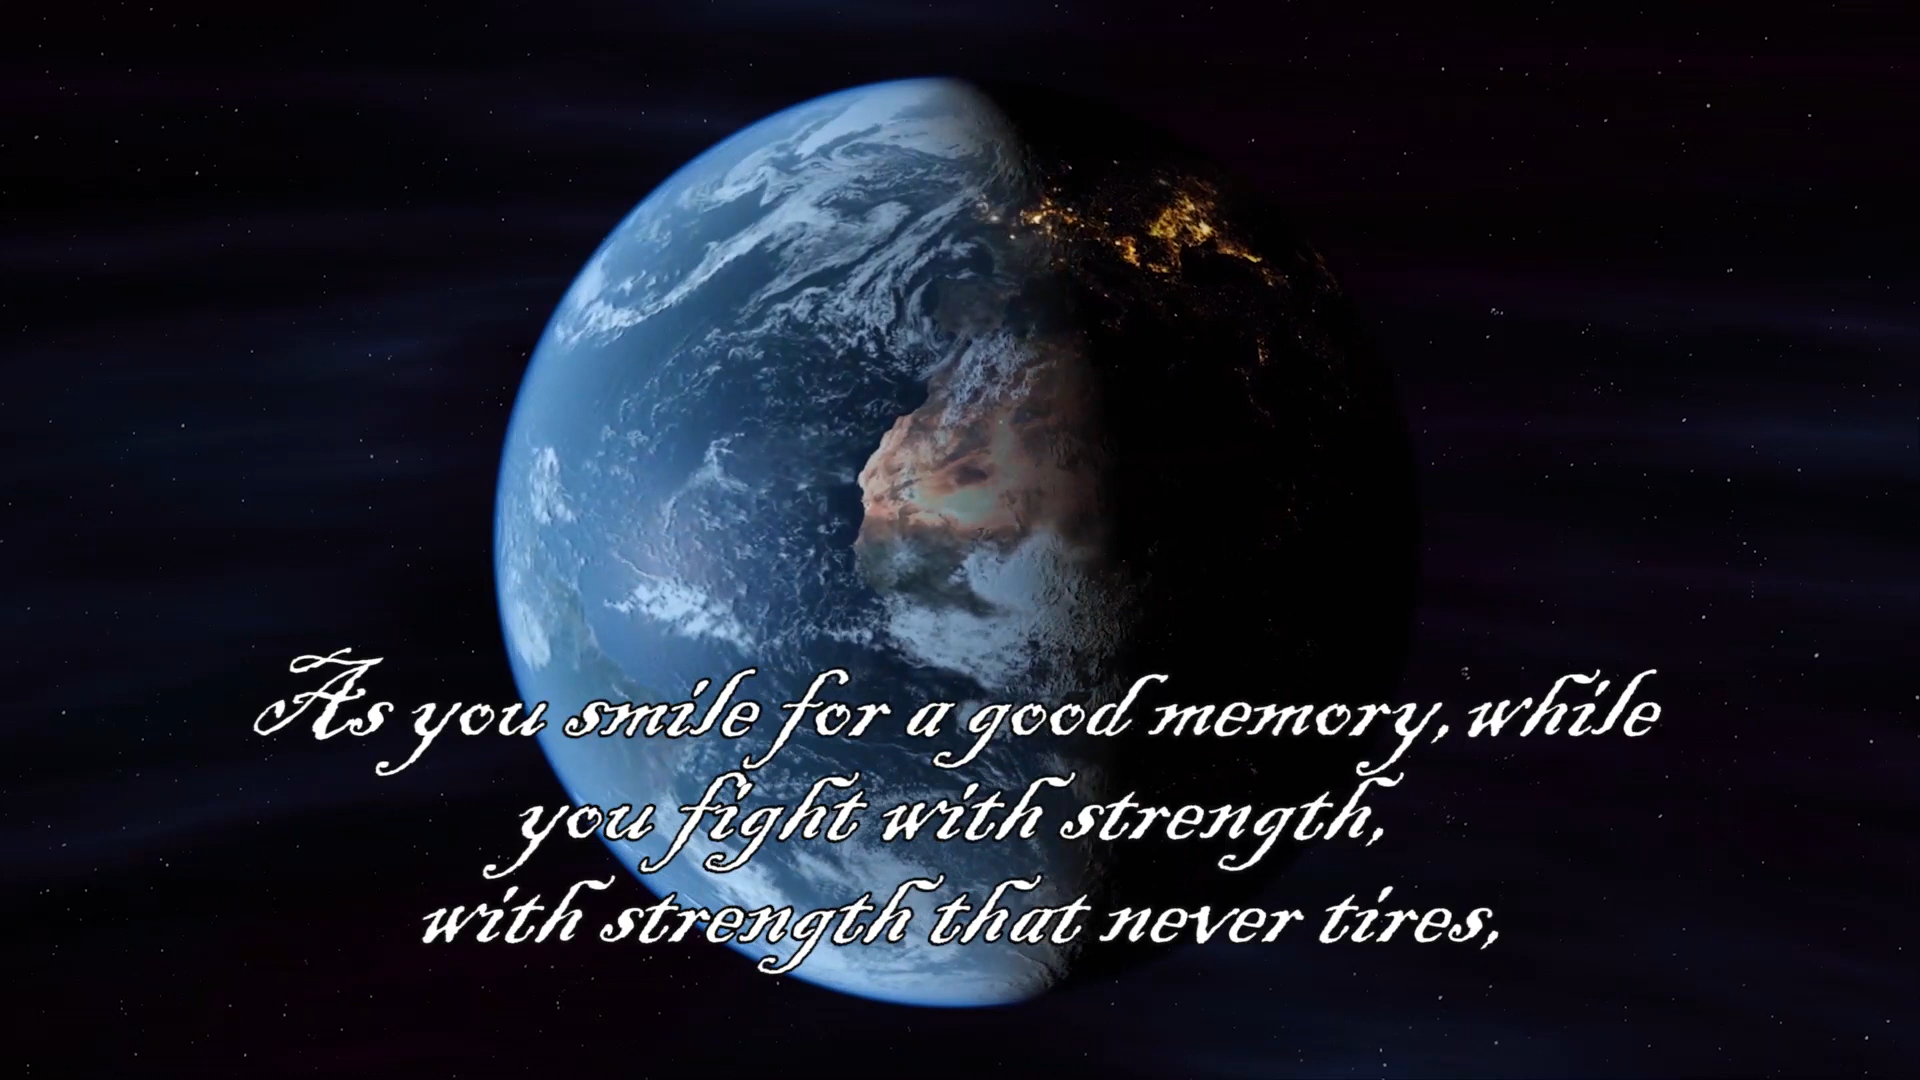 As you smile for a good memory, while
you fight with strength,
with strength that never tires,